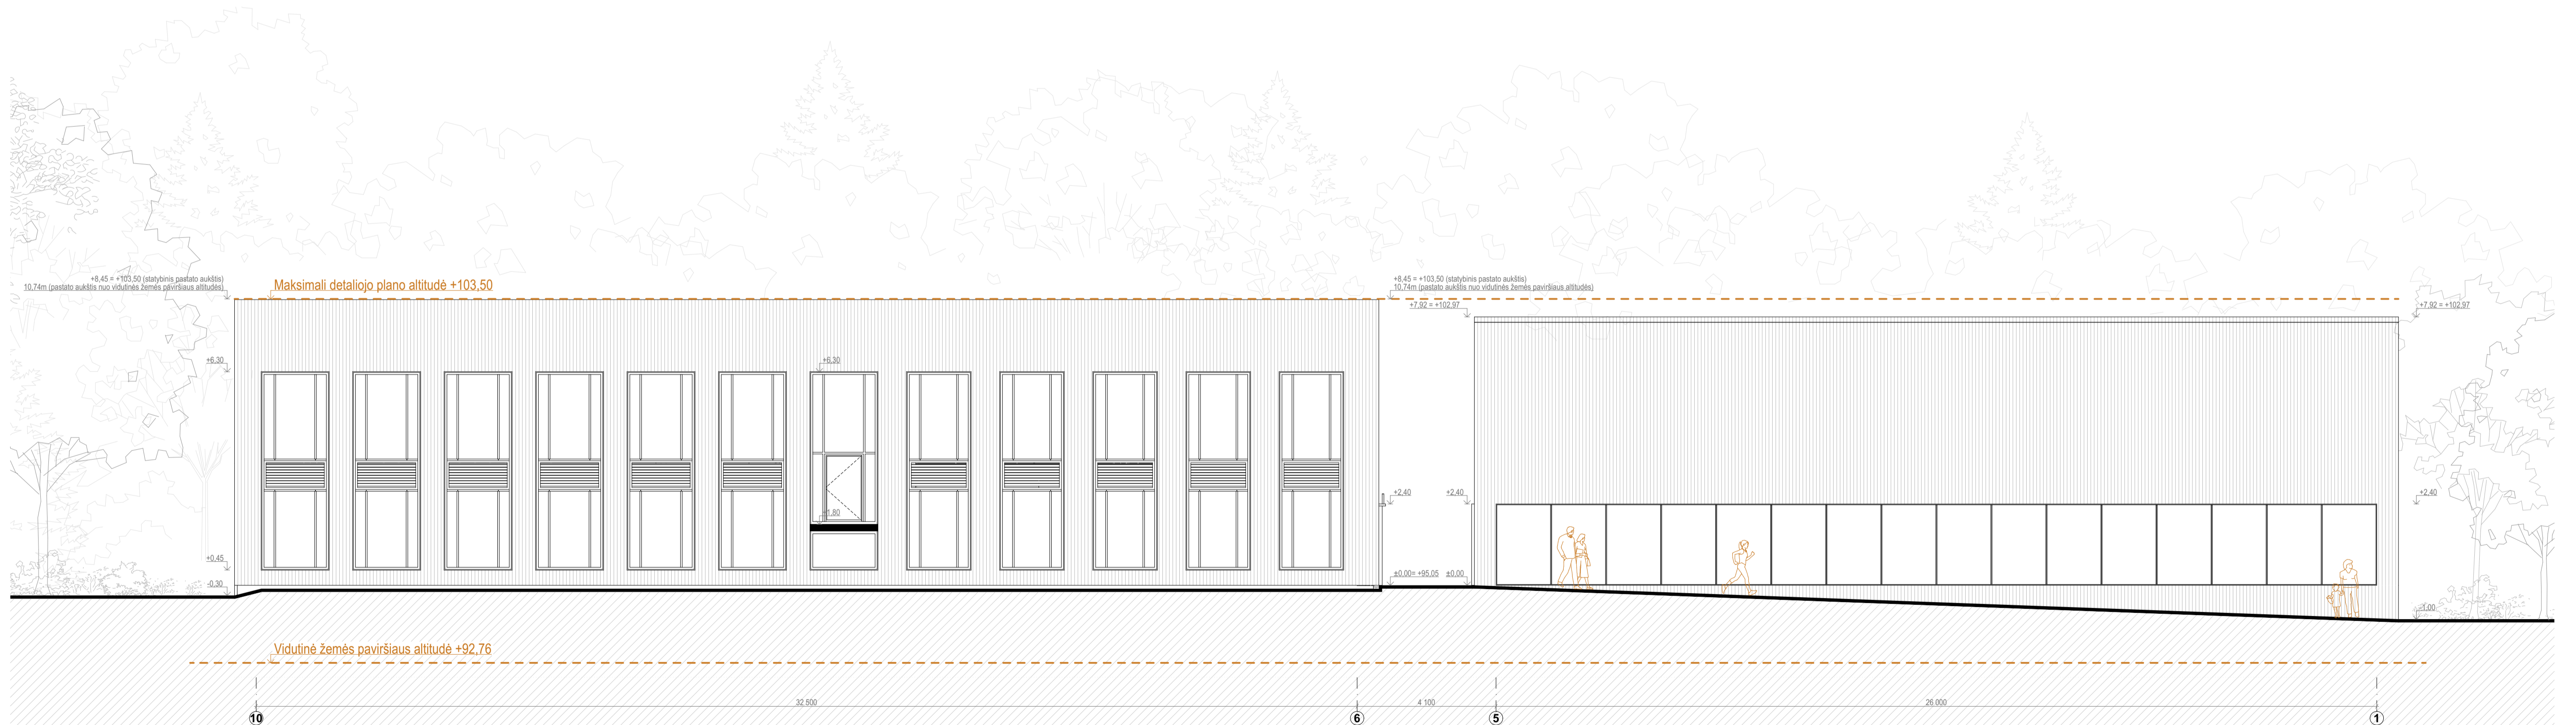 +8,45 = +103,50 (statybinis pastato aukštis)
10,74m (pastato aukštis nuo vidutinės žemės paviršiaus altitudės)
Maksimali detaliojo plano altitudė +103,50
+8,45 = +103,50 (statybinis pastato aukštis)
10,74m (pastato aukštis nuo vidutinės žemės paviršiaus altitudės)
+7,92 = +102,97
+7,92 = +102,97
+6,30
+6,30
+2,40
+2,40
+2,40
+1,80
+0,45
-0,30
±0,00= +95,05
±0,00
-1,00
Vidutinė žemės paviršiaus altitudė +92,76
32 500
4 100
26 000
10
6
5
1